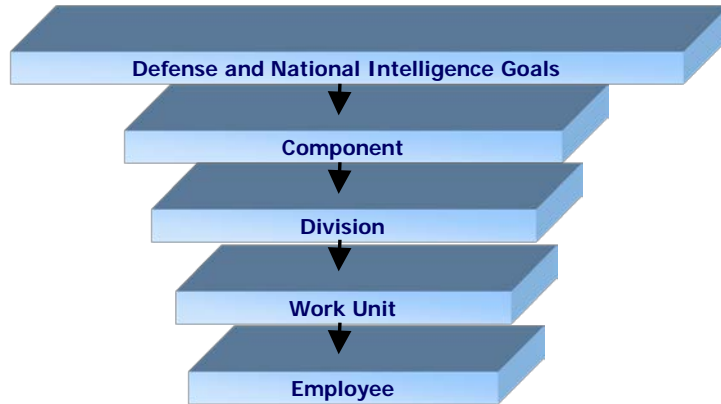 Defense and National Intelligence Goals
Component
Division
Work Unit
Employee